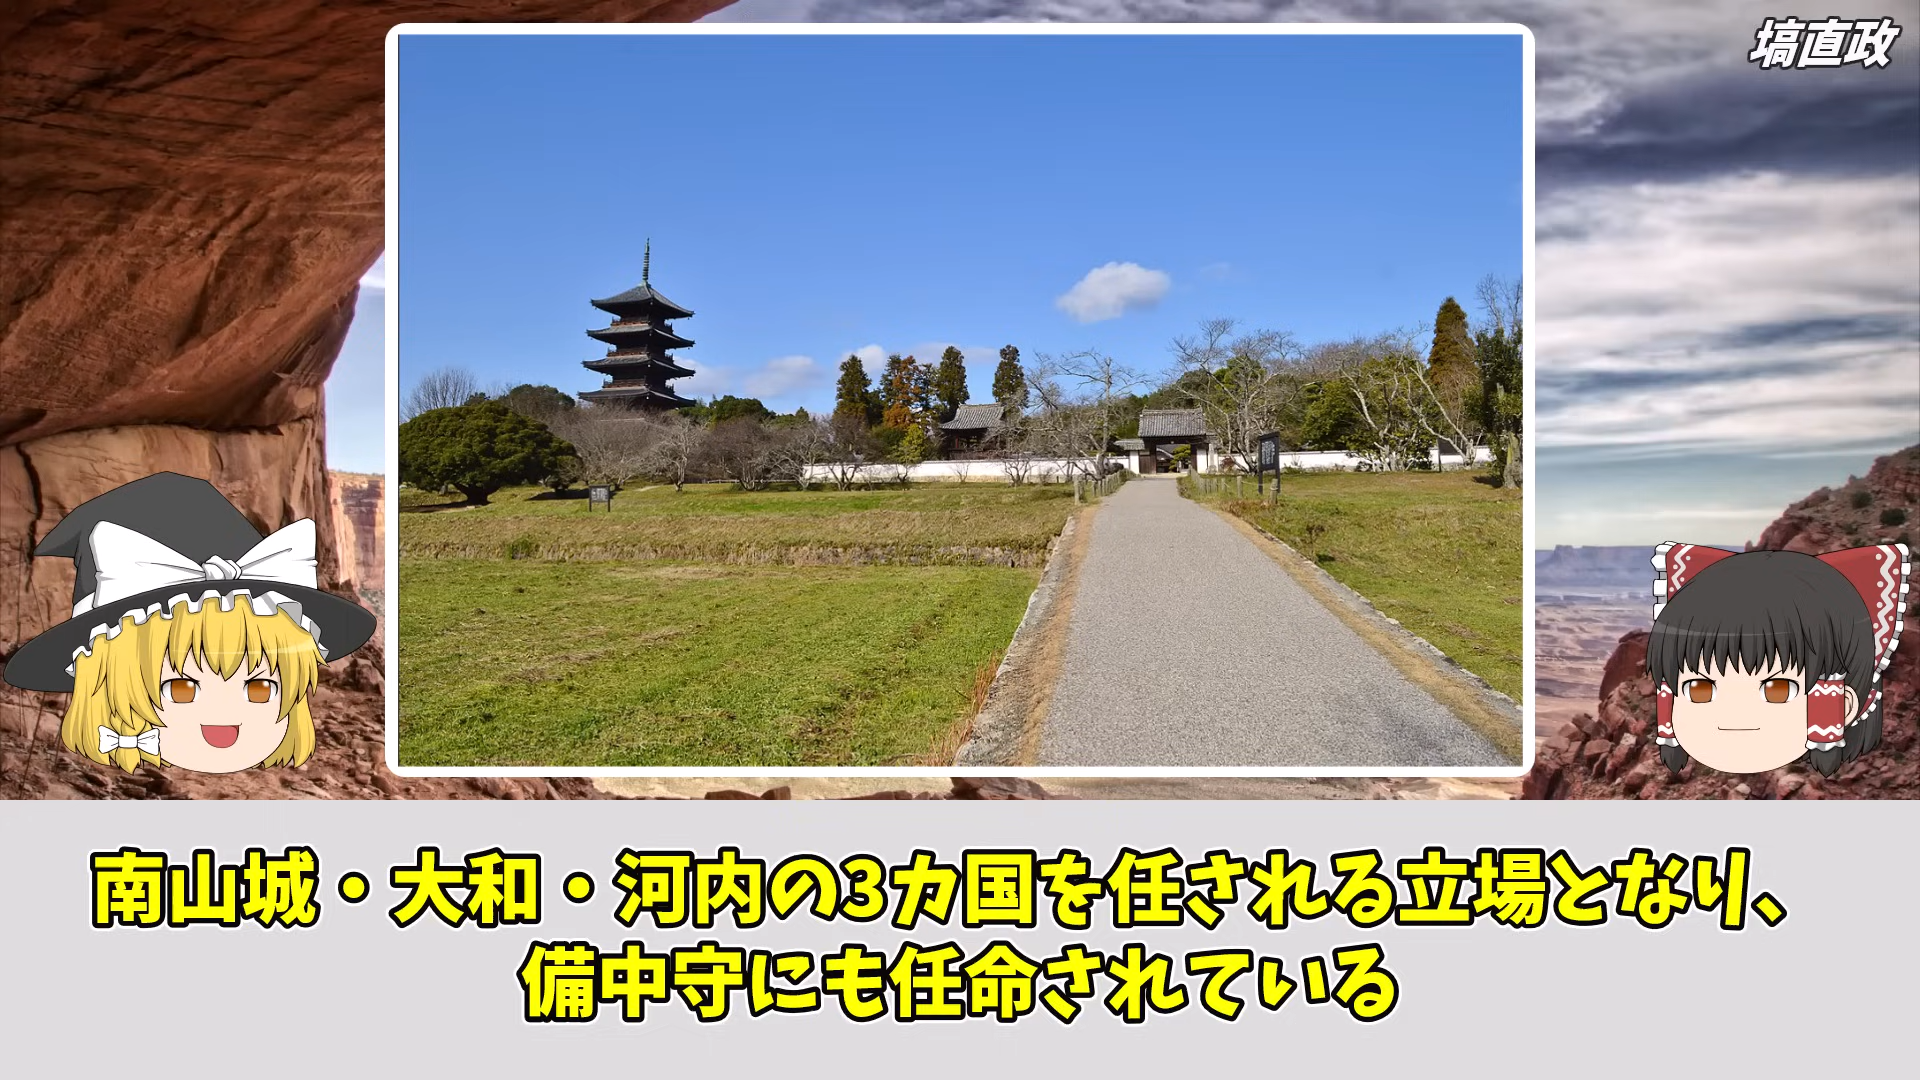 塙直政
南山城・大和・河内の3カ国を任される立場となり、
備中守にも任命されている